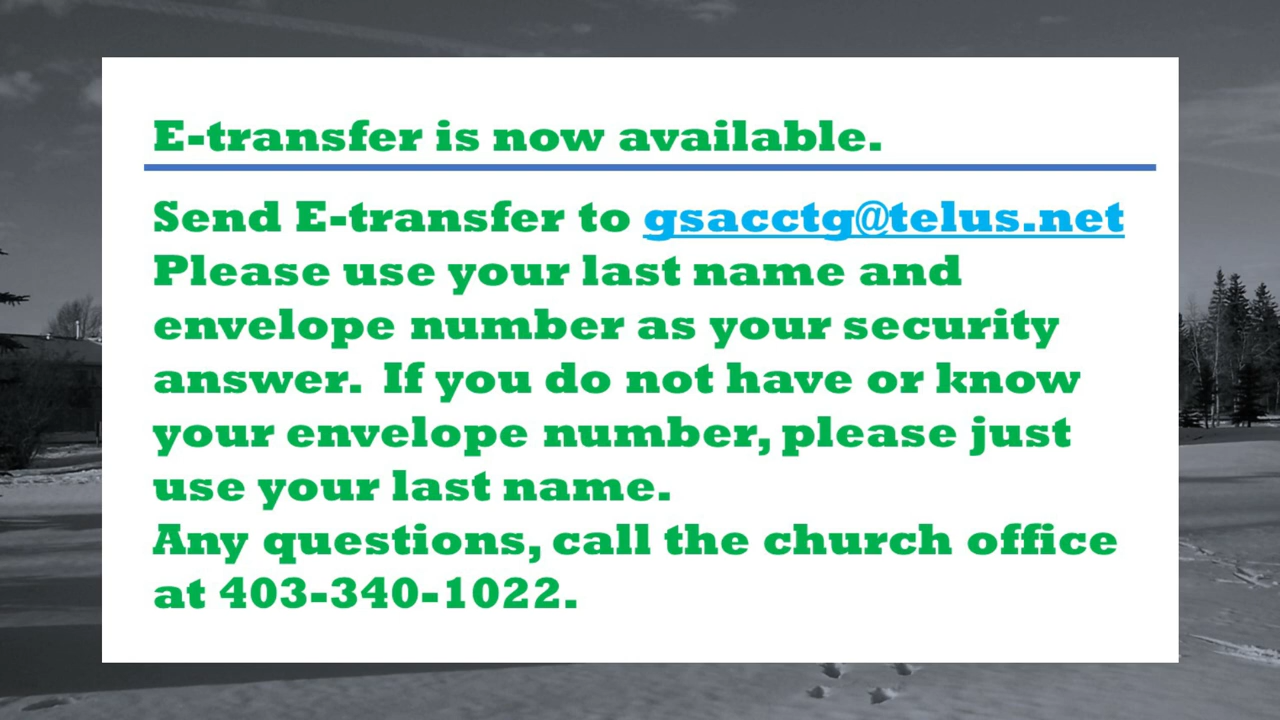 E-transfer is now available.
Send E-transfer to gsacctg@telus.net
Please use your last name and
envelope number as your security
answer.  If you do not have or know
your envelope number, please just
use your last name.
Any questions, call the church office
at 403-340-1022.